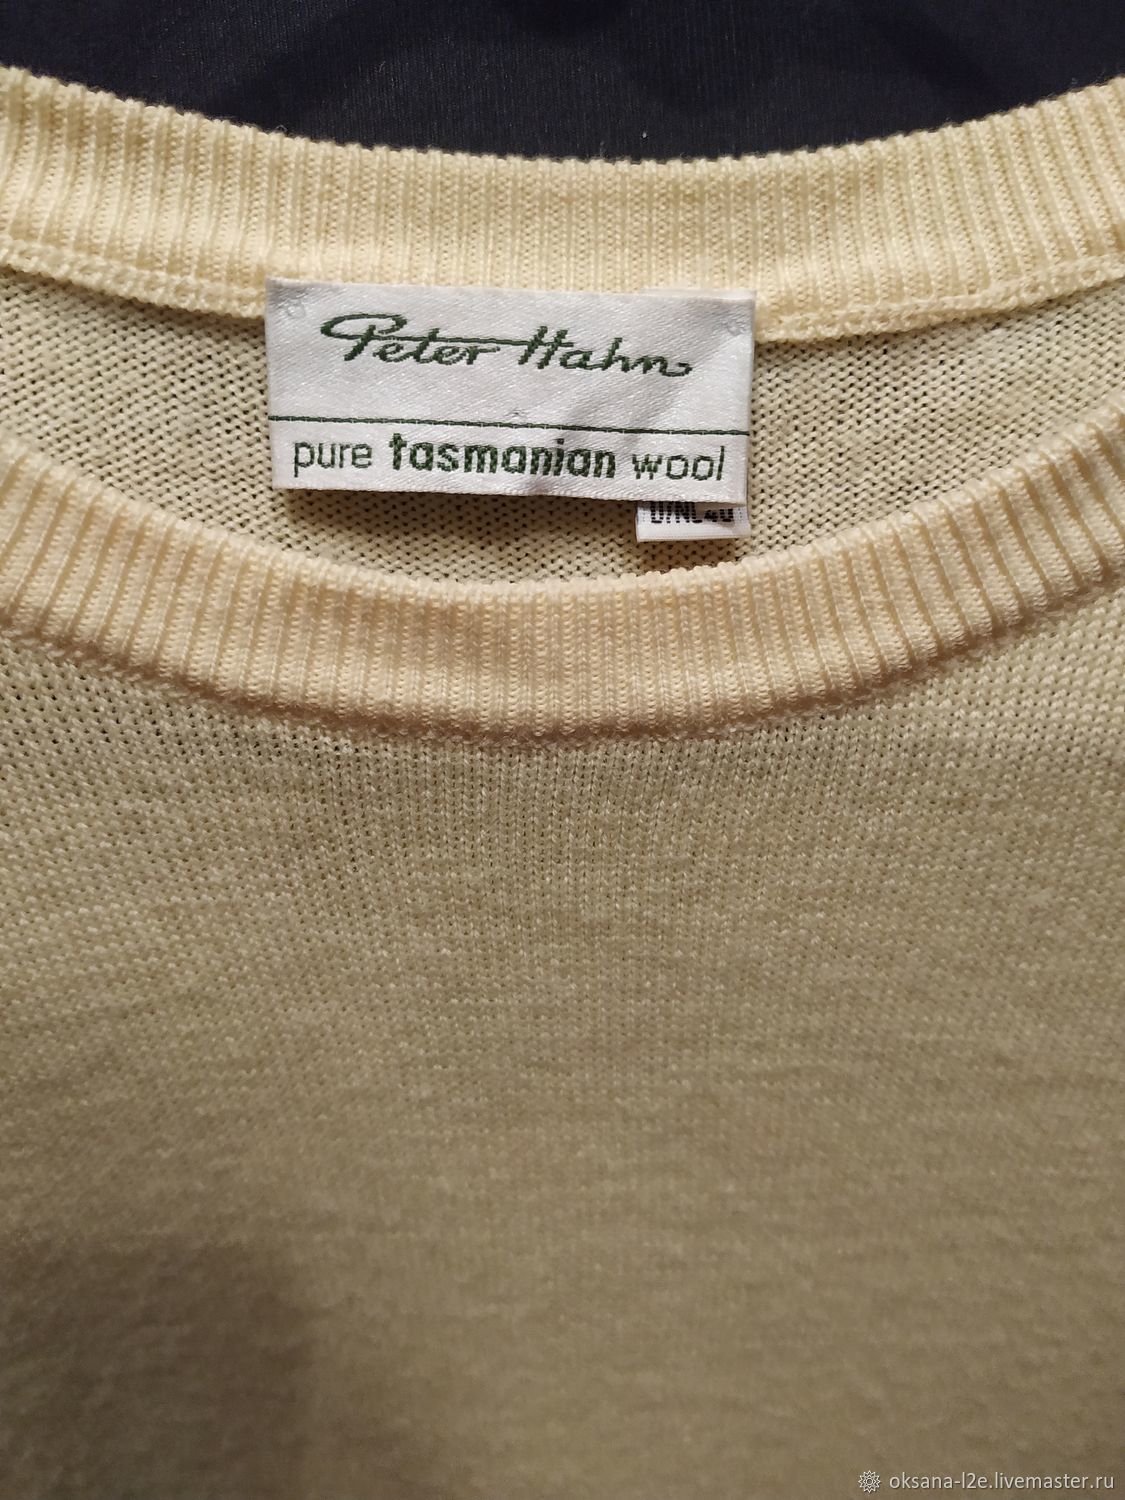 Peter Hahn
pure tasmanian wool
oksana-l2e.livemaster.ru